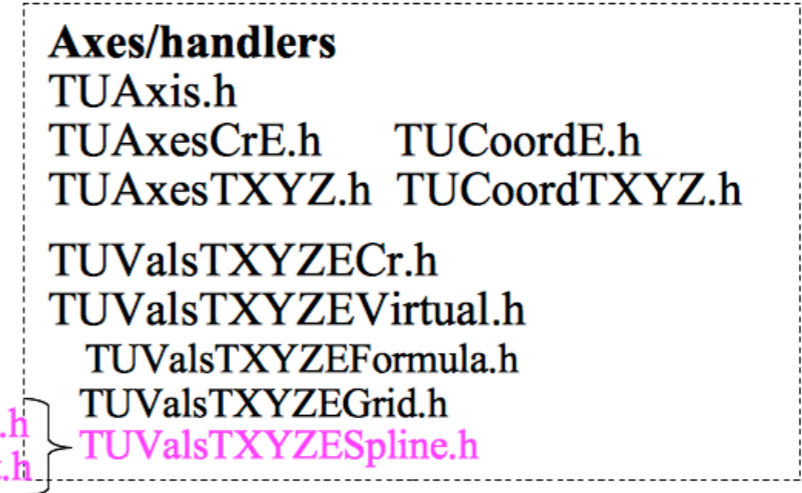 Axes/handlers
TUAxis.h
TUAxesCrE.h TUCoordE.h
TUAxesTXYZ.h TUCoordTXYZ.h
TUValsTXYZECr.h
TUValsTXYZEVirtual.h
TUValsTXYZEFormula.h
TUValsTXYZEGrid.h
.h
TUValsTXYZESpline.h
.h